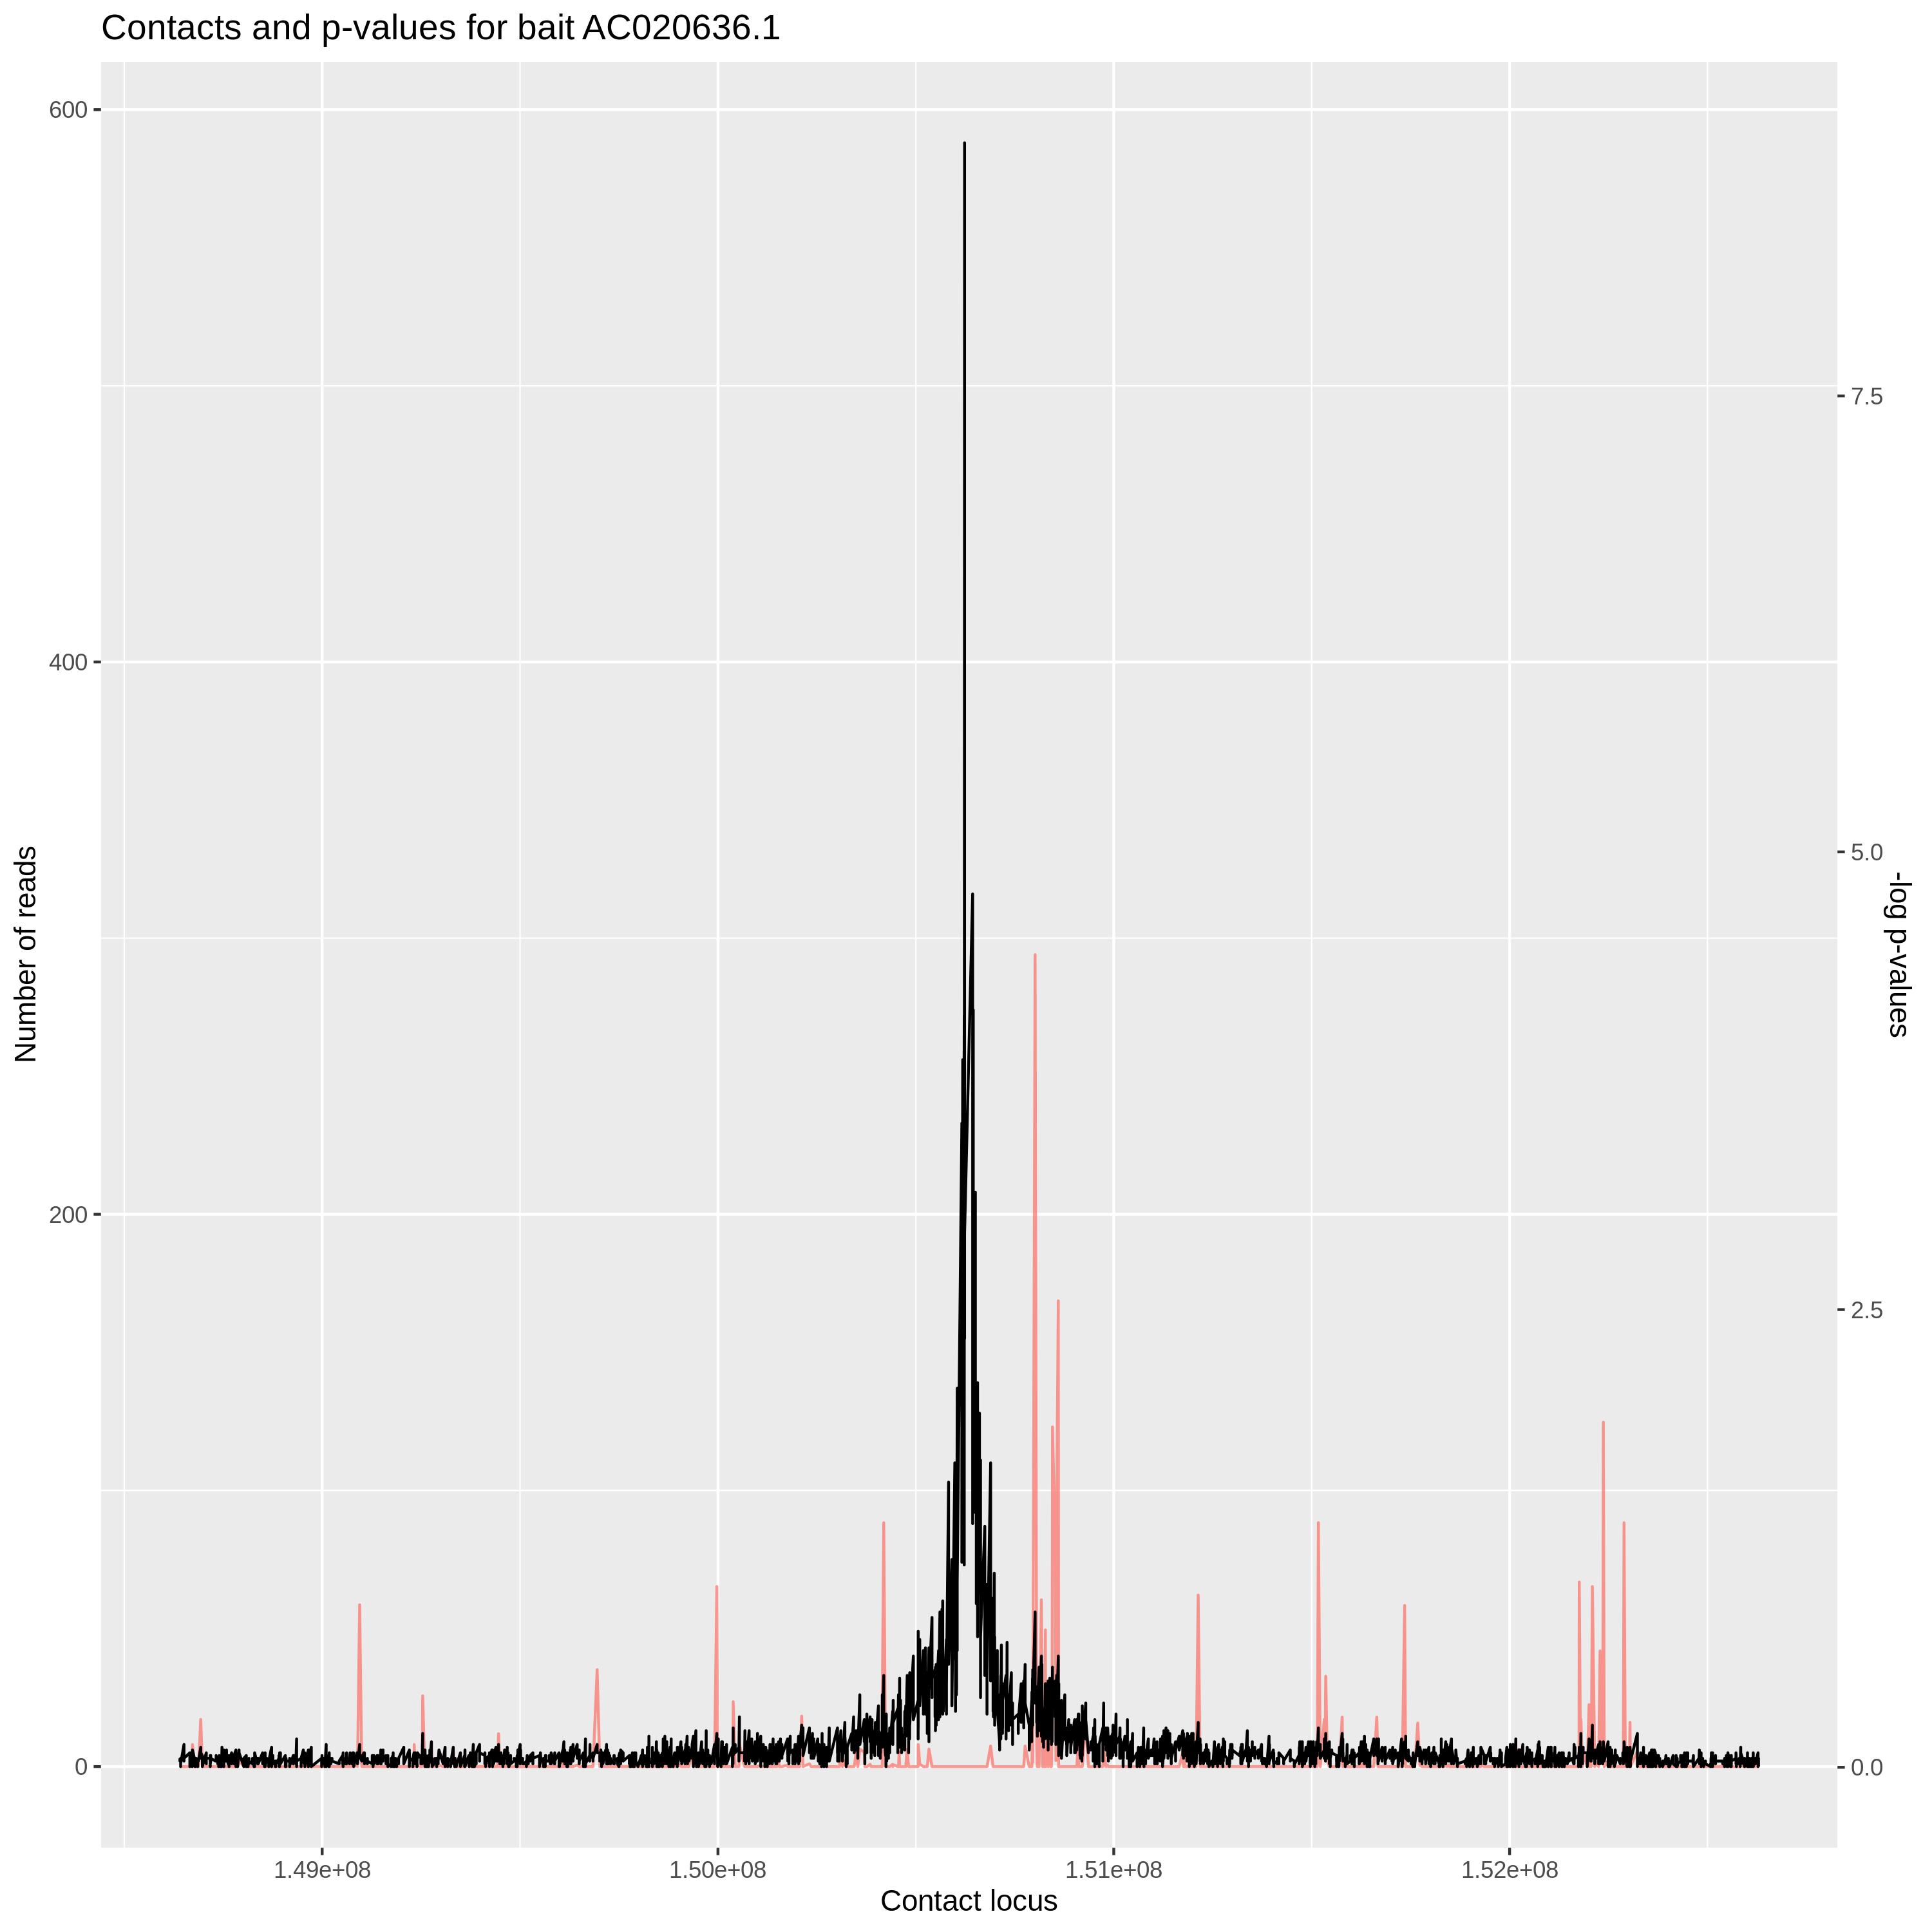 Contacts and p-values for bait AC020636.1
600
400
200
0
Number of reads
7.5
5.0
2.5
0.0
-log p-values
1.49e+08
1.50e+08
1.51e+08
1.52e+08
Contact locus